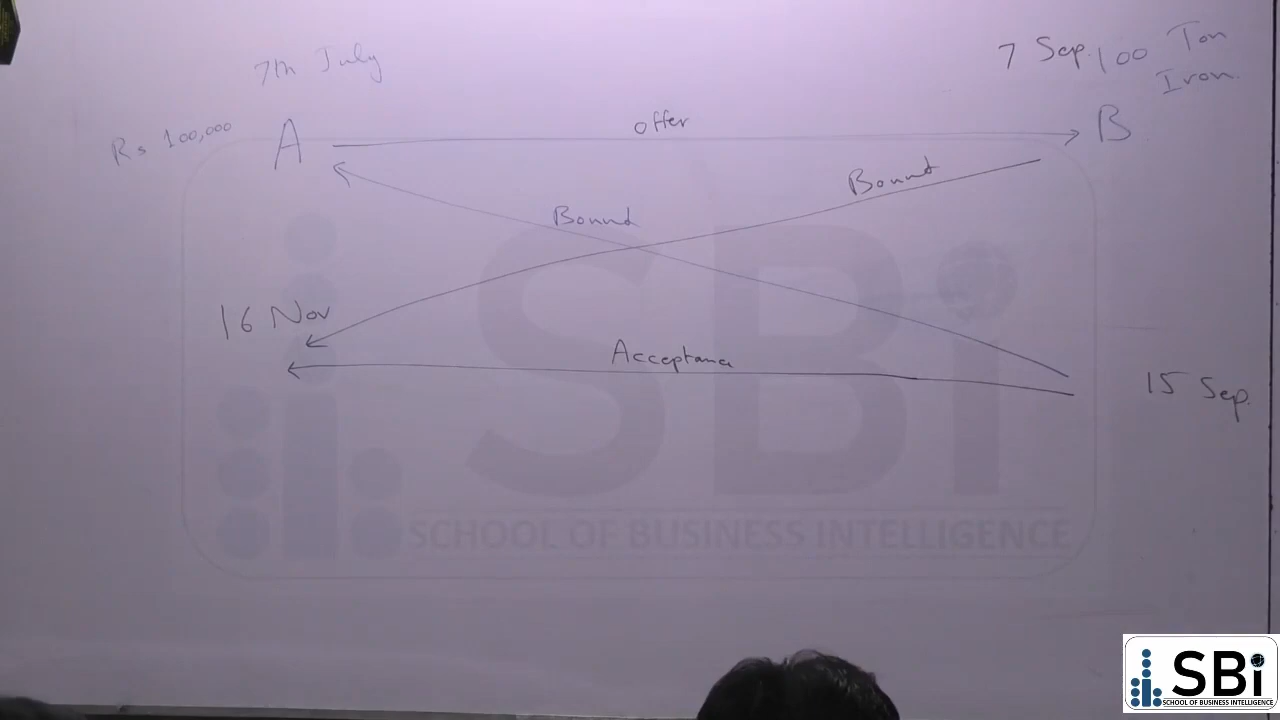 7th July
7 Sep. 100 Ton
Iron.
Rs 100,000
A
Offer
B
Bound
Bound
16 Nov
Acceptance
15 Sep.
SBi
SCHOOL OF BUSINESS INTELLIGENCE
SBi
SCHOOL OF BUSINESS INTELLIGENCE